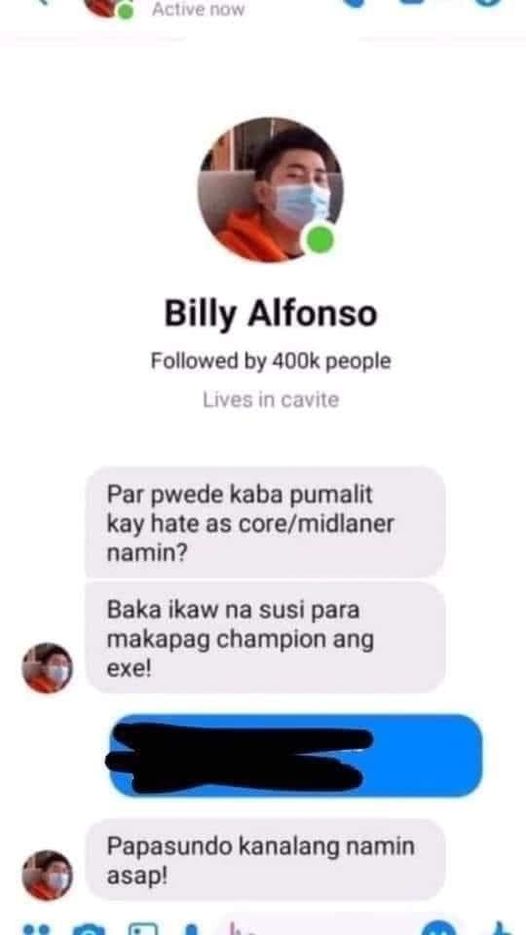 Active now
Billy Alfonso
Followed by 400k people
Lives in cavite
Par pwede kaba pumalit
kay hate as core/midlaner
namin?
Baka ikaw na susi para
makapag champion ang
exe!
Papasundo kanalang namin
asap!